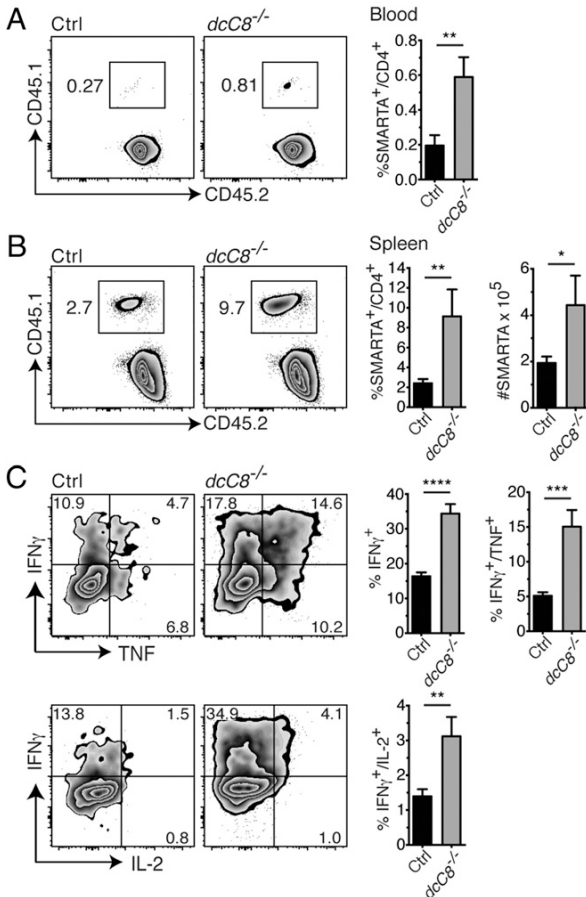 A
Ctrl
dcC8-/-
Blood
0.27
0.81
CD45.1
CD45.2
%SMARTA+/CD4+
0.8
0.6
0.4
0.2
0.0
**
Ctrl
dcC8-/-
B
Ctrl
dcC8-/-
Spleen
2.7
9.7
CD45.1
CD45.2
%SMARTA+/CD4+
14
12
10
8
6
4
2
0
**
Ctrl
dcC8-/-
#SMARTA x 10^5
8
6
4
2
0
*
Ctrl
dcC8-/-
C
Ctrl
dcC8-/-
10.9
4.7
6.8
17.8
14.6
10.2
IFNγ
TNF
% IFNγ+
40
30
20
10
0
****
Ctrl
dcC8-/-
% IFNγ+/TNF+
20
15
10
5
0
***
Ctrl
dcC8-/-
13.8
1.5
0.8
34.9
4.1
1.0
IFNγ
IL-2
% IFNγ+/IL-2+
4
3
2
1
0
**
Ctrl
dcC8-/-